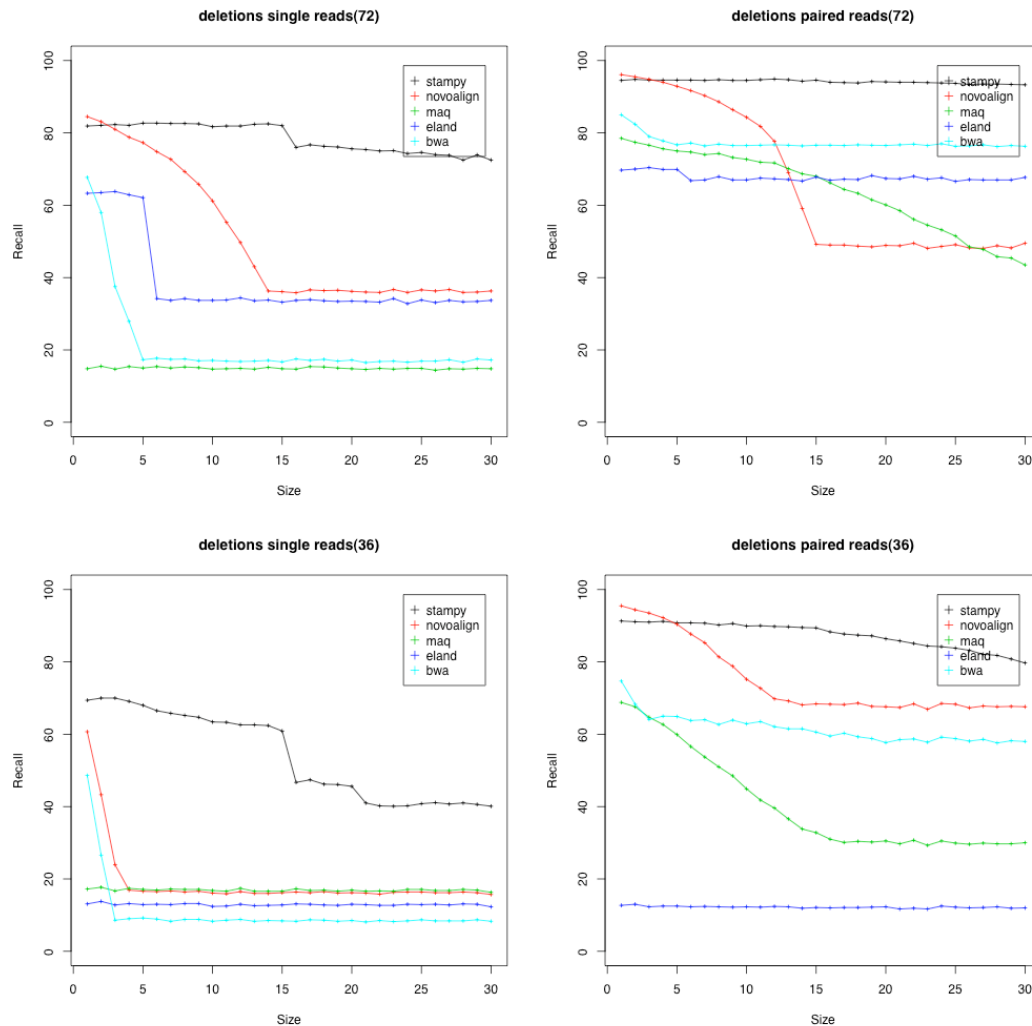 deletions single reads(72)
Recall
0
20
40
60
80
100
stampy
novoalign
maq
eland
bwa
0 5 10 15 20 25 30
Size
deletions paired reads(72)
Recall
0
20
40
60
80
100
stampy
novoalign
maq
eland
bwa
0 5 10 15 20 25 30
Size
deletions single reads(36)
Recall
0
20
40
60
80
100
stampy
novoalign
maq
eland
bwa
0 5 10 15 20 25 30
Size
deletions paired reads(36)
Recall
0
20
40
60
80
100
stampy
novoalign
maq
eland
bwa
0 5 10 15 20 25 30
Size